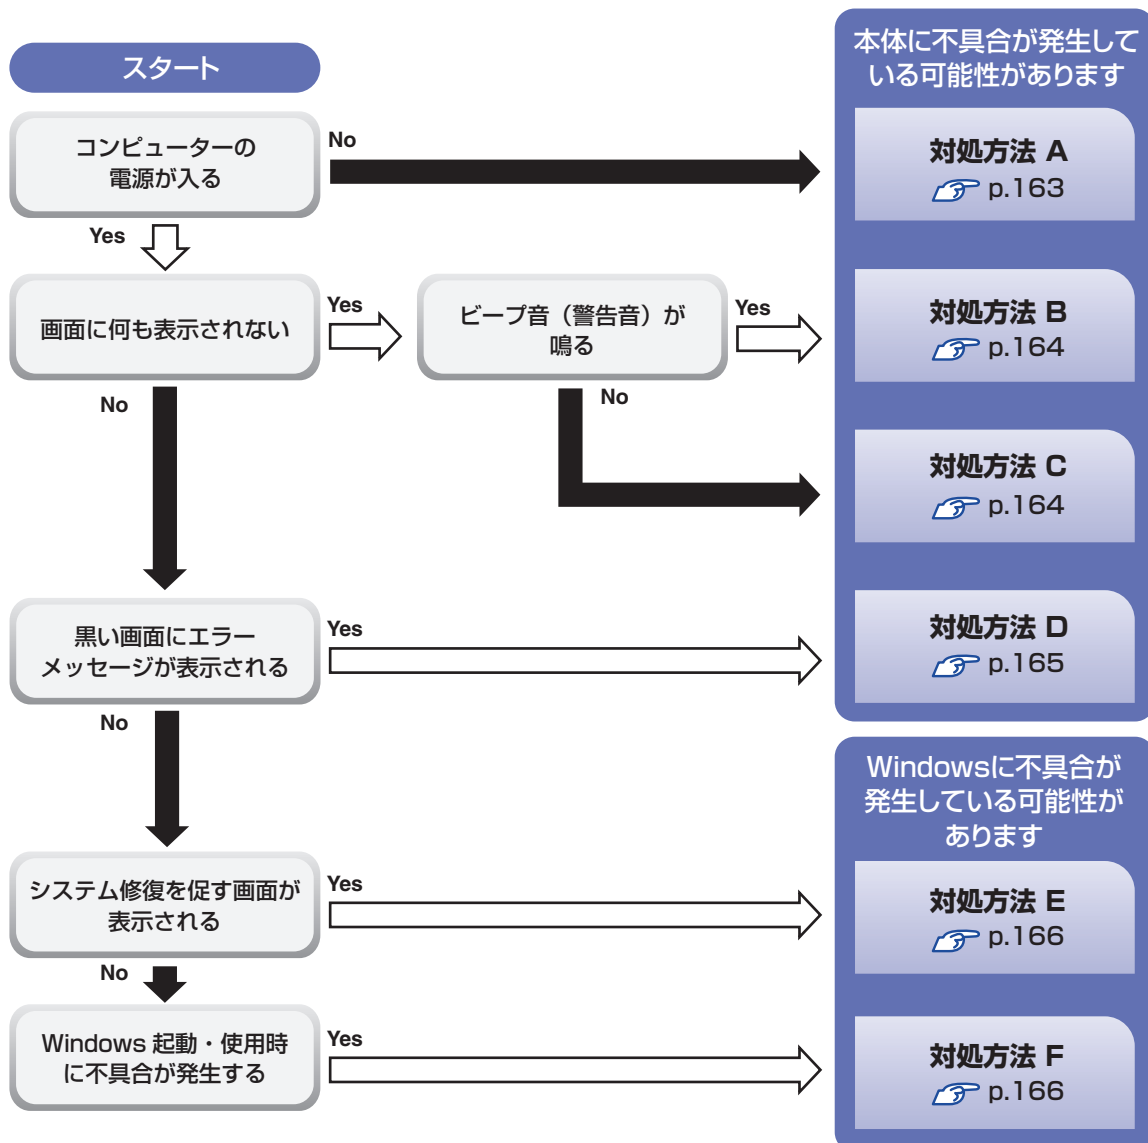 スタート
コンピューターの
電源が入る
No
Yes
画面に何も表示されない
Yes
ビープ音（警告音）が
鳴る
Yes
No
No
黒い画面にエラー
メッセージが表示される
Yes
No
システム修復を促す画面が
表示される
Yes
No
Windows 起動・使用時
に不具合が発生する
Yes
本体に不具合が発生して
いる可能性があります
対処方法 A
p.163
対処方法 B
p.164
対処方法 C
p.164
対処方法 D
p.165
Windowsに不具合が
発生している可能性が
あります
対処方法 E
p.166
対処方法 F
p.166